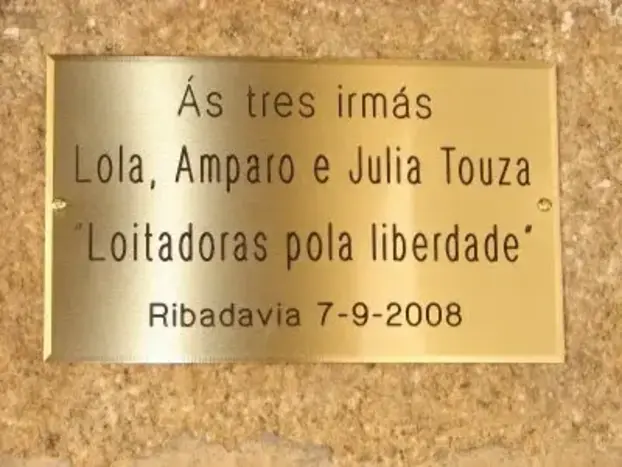 Ás tres irmás
Lola, Amparo e Julia Touza
"Loitadoras pola liberdade"
Ribadavia 7-9-2008